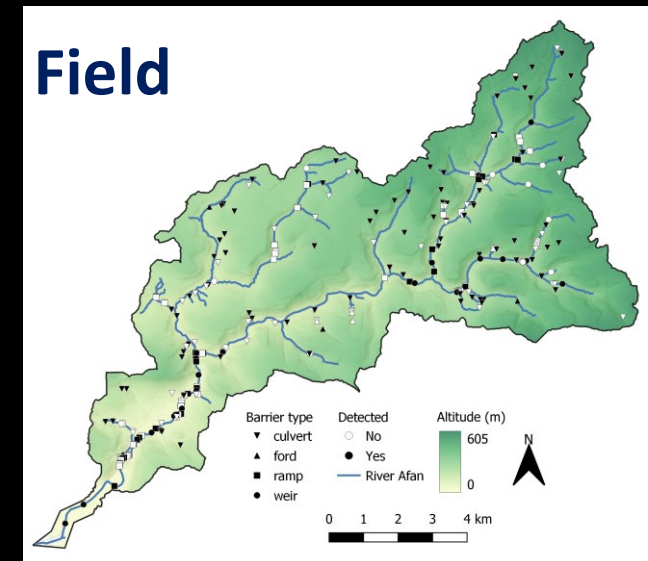 Field
Barrier type
culvert
ford
ramp
weir
Detected
No
Yes
River Afan
Altitude (m)
605
0
N
0 1 2 3 4 km